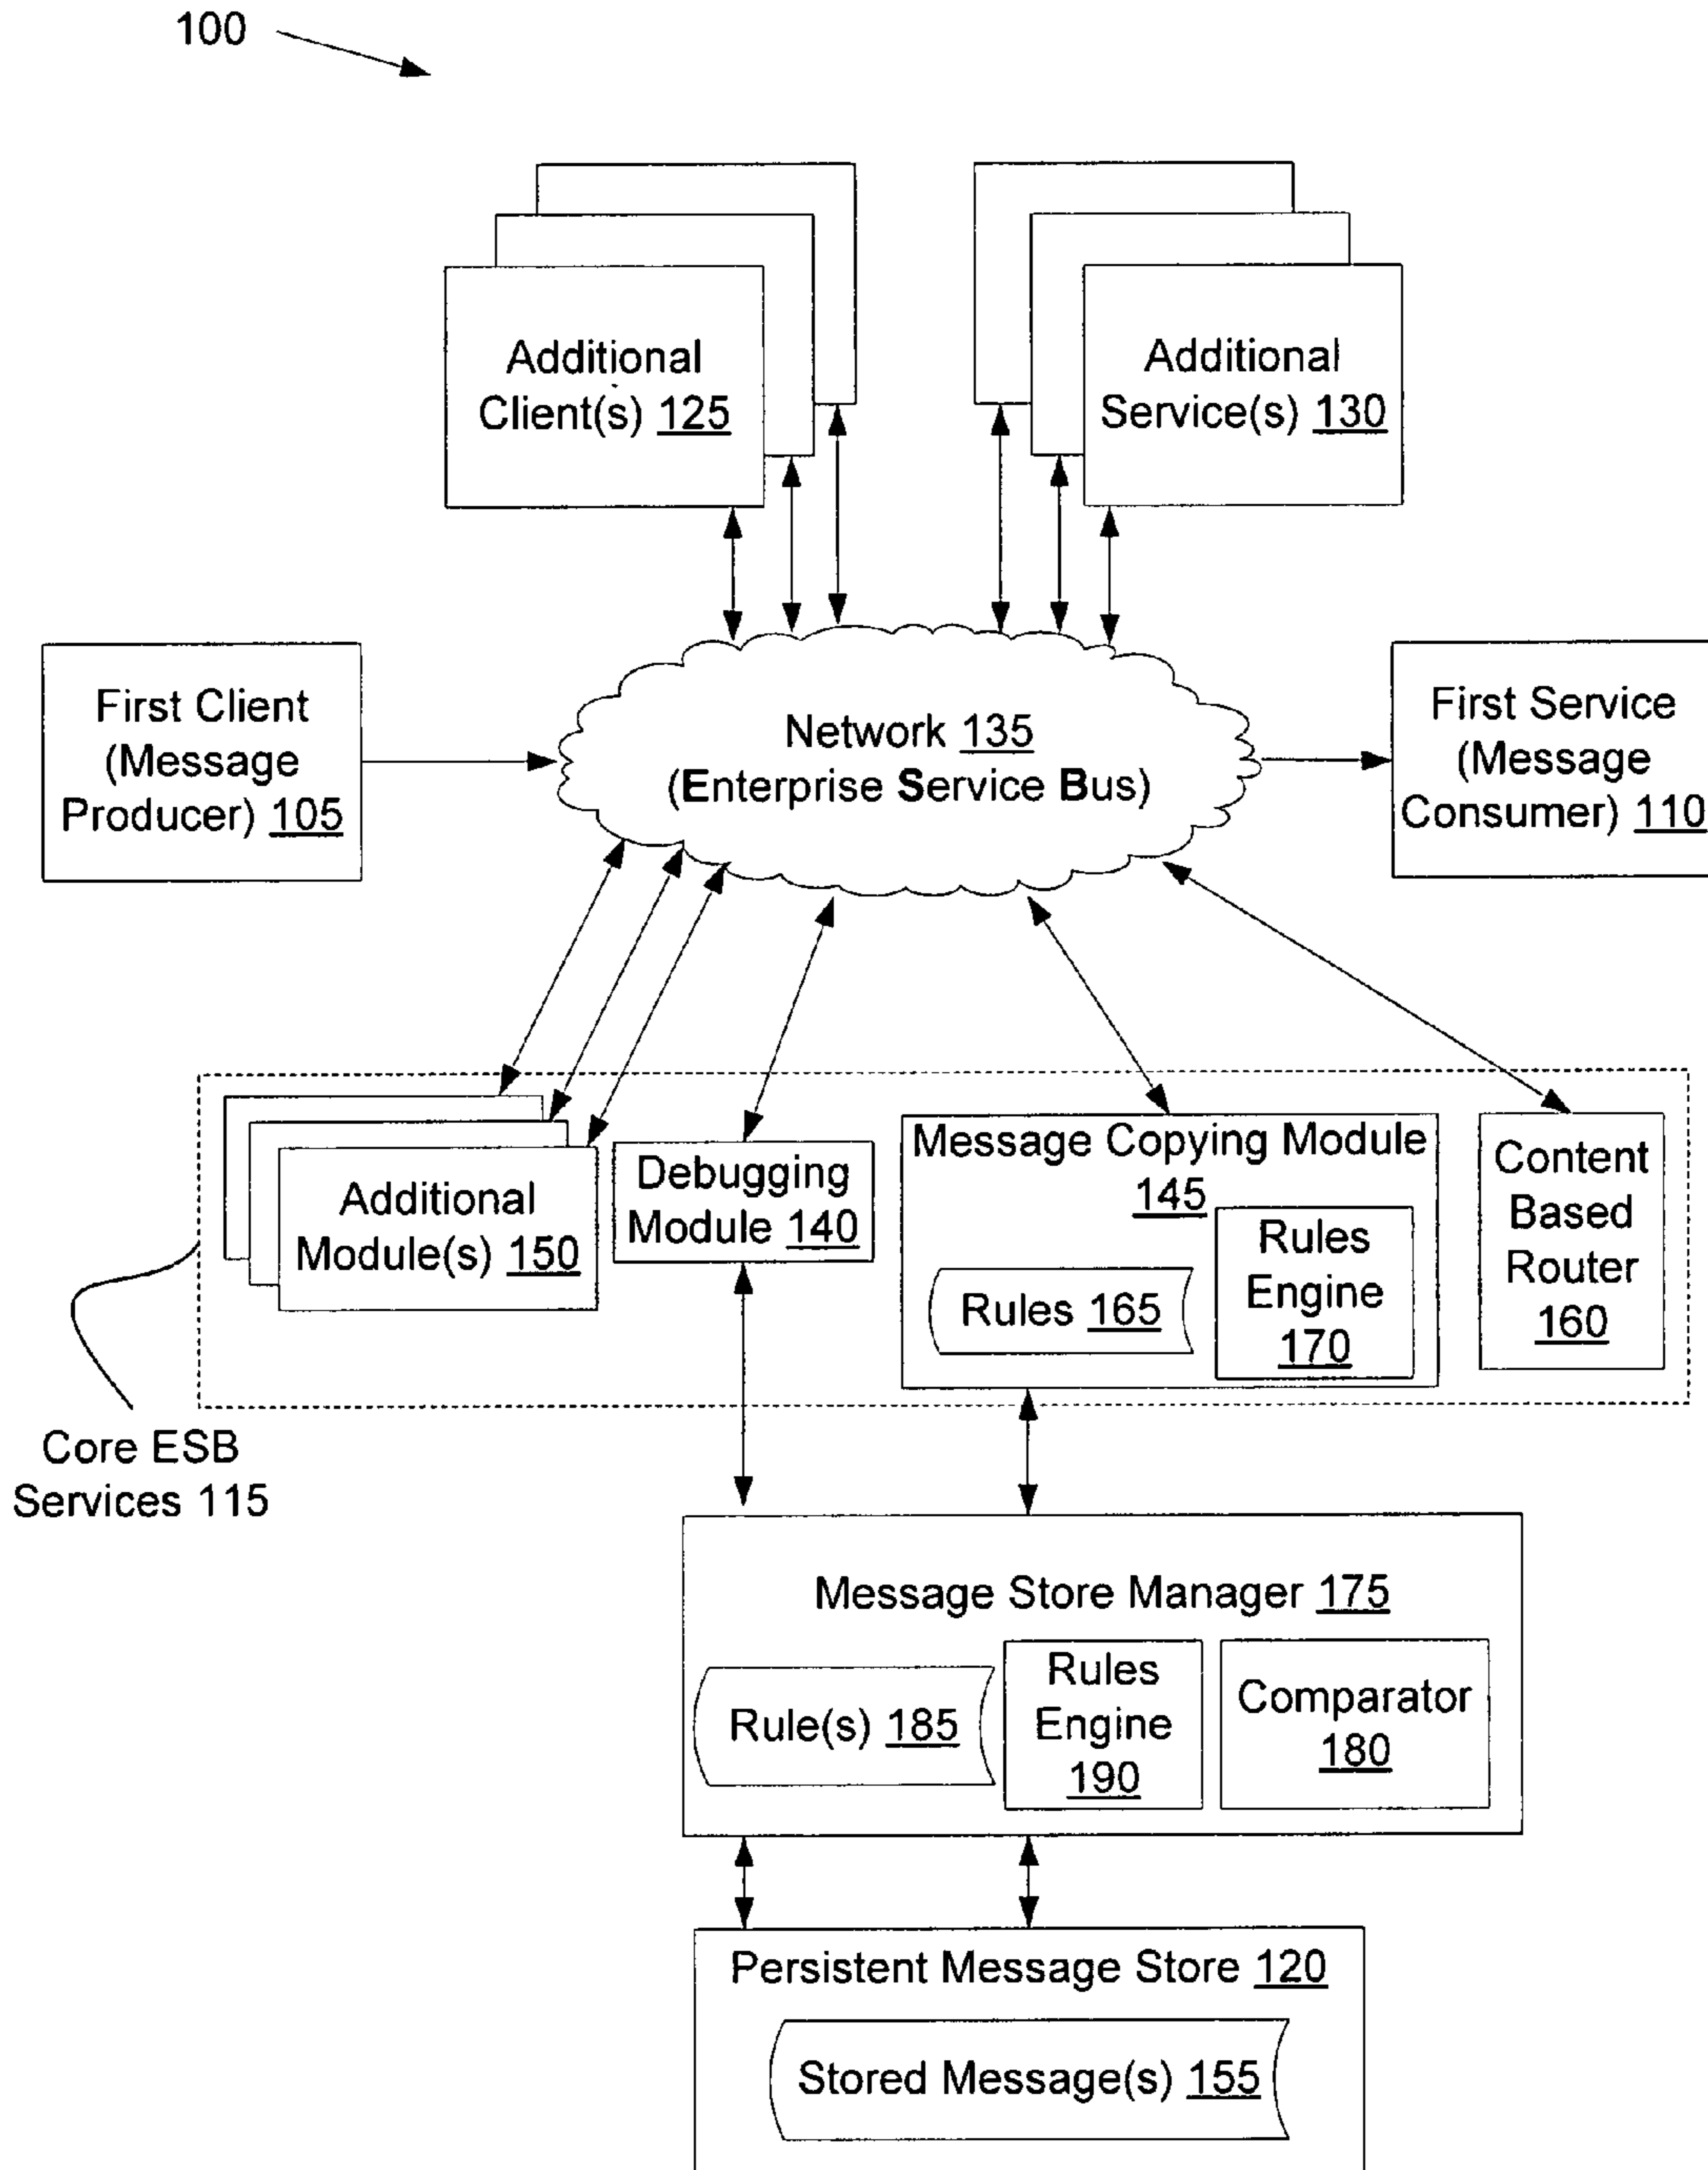 100
Additional
Client(s) 125
Additional
Service(s) 130
First Client
(Message
Producer) 105
Network 135
(Enterprise Service Bus)
First Service
(Message
Consumer) 110
Additional
Module(s) 150
Debugging
Module 140
Message Copying Module
145
Rules 165
Rules
Engine
170
Content
Based
Router
160
Core ESB
Services 115
Message Store Manager 175
Rule(s) 185
Rules
Engine
190
Comparator
180
Persistent Message Store 120
Stored Message(s) 155